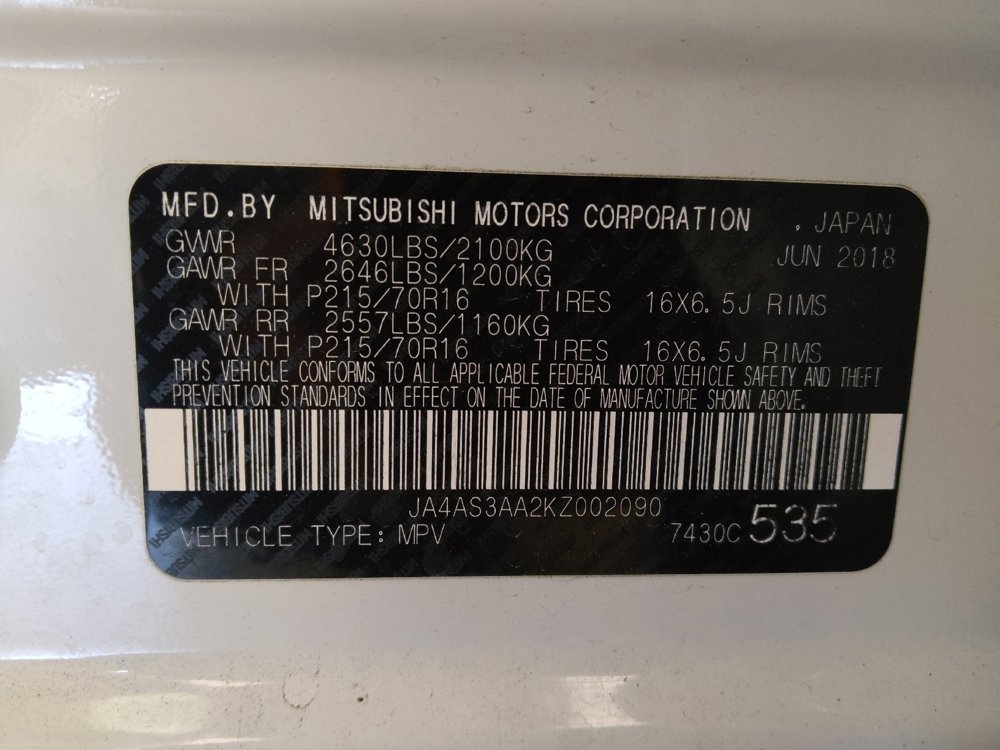 MFD.BY MITSUBISHI MOTORS CORPORATION , JAPAN
GVWR 4630LBS/2100KG JUN 2018
GAWR FR 2646LBS/1200KG
WITH P215/70R16 TIRES 16X6.5J RIMS
GAWR RR 2557LBS/1160KG
WITH P215/70R16 TIRES 16X6.5J RIMS
THIS VEHICLE CONFORMS TO ALL APPLICABLE FEDERAL MOTOR VEHICLE SAFETY AND THEFT
PREVENTION STANDARDS IN EFFECT ON THE DATE OF MANUFACTURE SHOWN ABOVE.
JA4AS3AA2KZ002090
VEHICLE TYPE: MPV 7430C 535